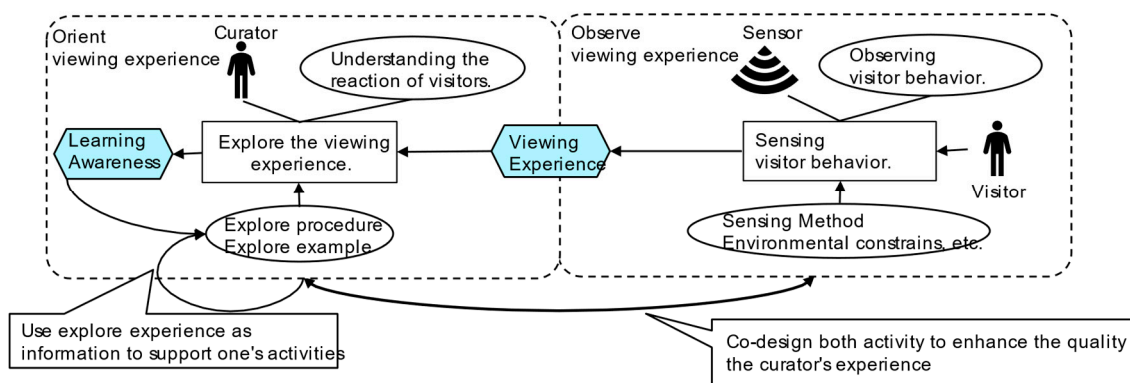 Orient
viewing experience
Curator
Understanding the
reaction of visitors.
Learning
Awareness
Explore the viewing
experience.
Explore procedure
Explore example
Use explore experience as
information to support one's activities
Observe
viewing experience
Sensor
Observing
visitor behavior.
Viewing
Experience
Sensing
visitor behavior.
Visitor
Sensing Method
Environmental constrains, etc.
Co-design both activity to enhance the quality
the curator's experience